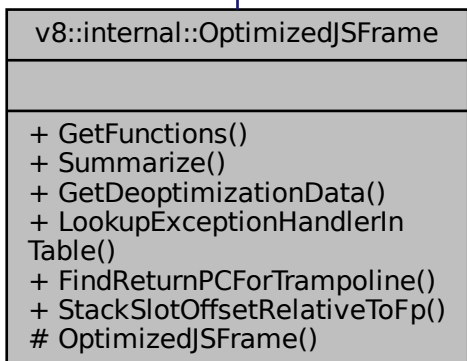 v8::internal::OptimizedJSFrame
+ GetFunctions()
+ Summarize()
+ GetDeoptimizationData()
+ LookupExceptionHandlerIn
Table()
+ FindReturnPCForTrampoline()
+ StackSlotOffsetRelativeToFp()
# OptimizedJSFrame()